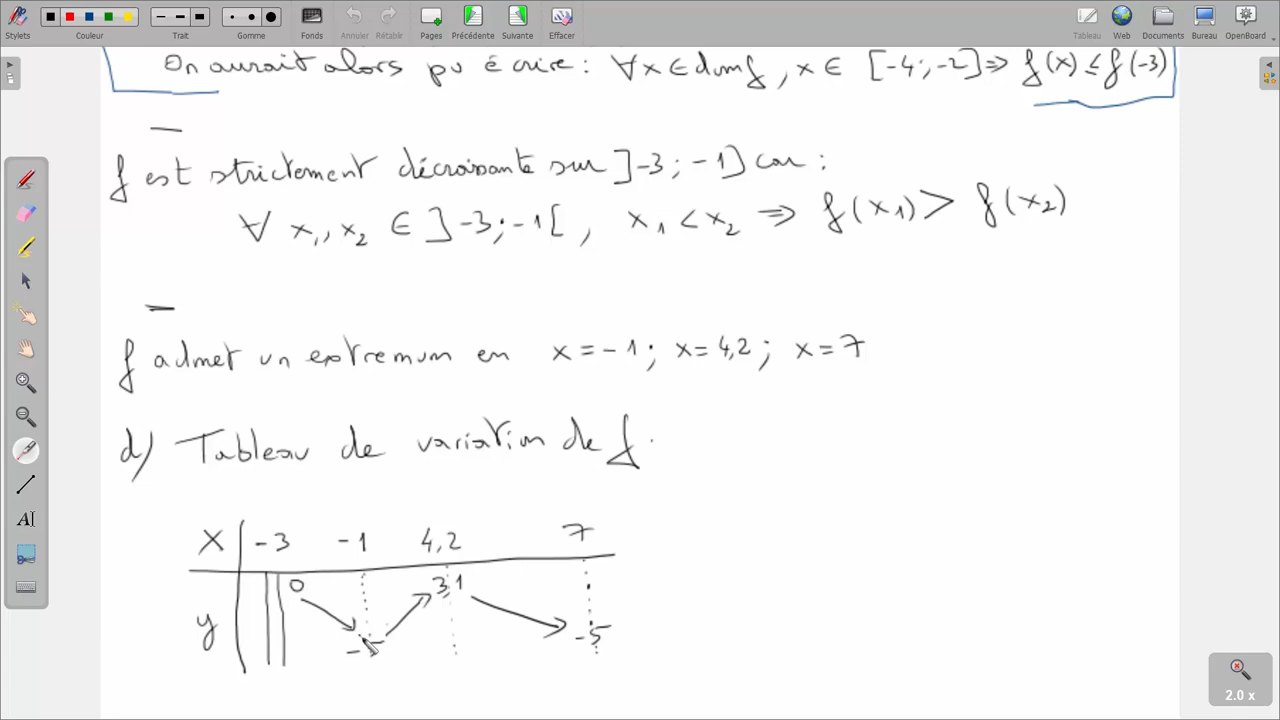 Stylets Couleur Trait Gomme Fonds Annuler Rétablir Pages Précédente Suivante Effacer Tableau Web Documents Bureau OpenBoard
On aurait alors pu écrire : ∀x ∈ domf , x ∈ [-4 ; -2] ⇒ f(x) ≤ f(-3)
f est strictement décroissante sur ]-3 ; -1] car :
∀ x₁, x₂ ∈ ]-3 ; -1[ , x₁ < x₂ ⇒ f(x₁) > f(x₂)
f admet un extremum en x = -1 ; x = 4,2 ; x = 7
d) Tableau de variation de f.
x -3 -1 4,2 7
0 3,1
y -5
2.0 x